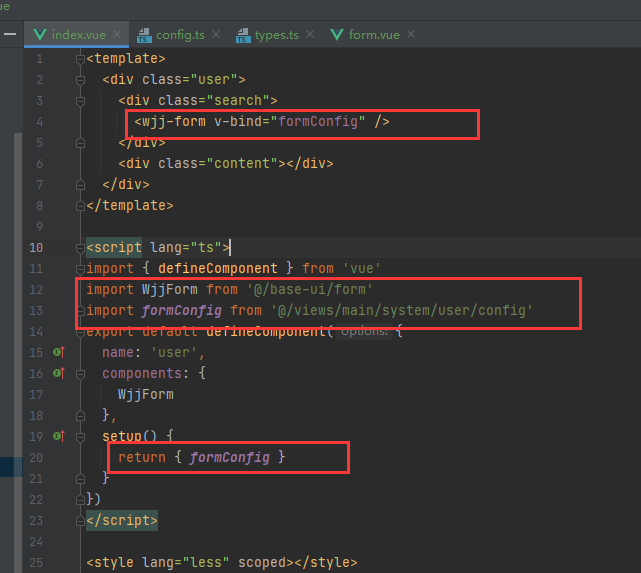 ue
index.vue config.ts types.ts form.vue
1 <template>
2 <div class="user">
3 <div class="search">
4 <wjj-form v-bind="formConfig" />
5 </div>
6 <div class="content"></div>
7 </div>
8 </template>
9
10 <script lang="ts">
11 import { defineComponent } from 'vue'
12 import WjjForm from '@/base-ui/form'
13 import formConfig from '@/views/main/system/user/config'
14 export default defineComponent( options: {
15 name: 'user',
16 components: {
17 WjjForm
18 },
19 setup() {
20 return { formConfig }
21 }
22 })
23 </script>
24
25 <style lang="less" scoped></style>